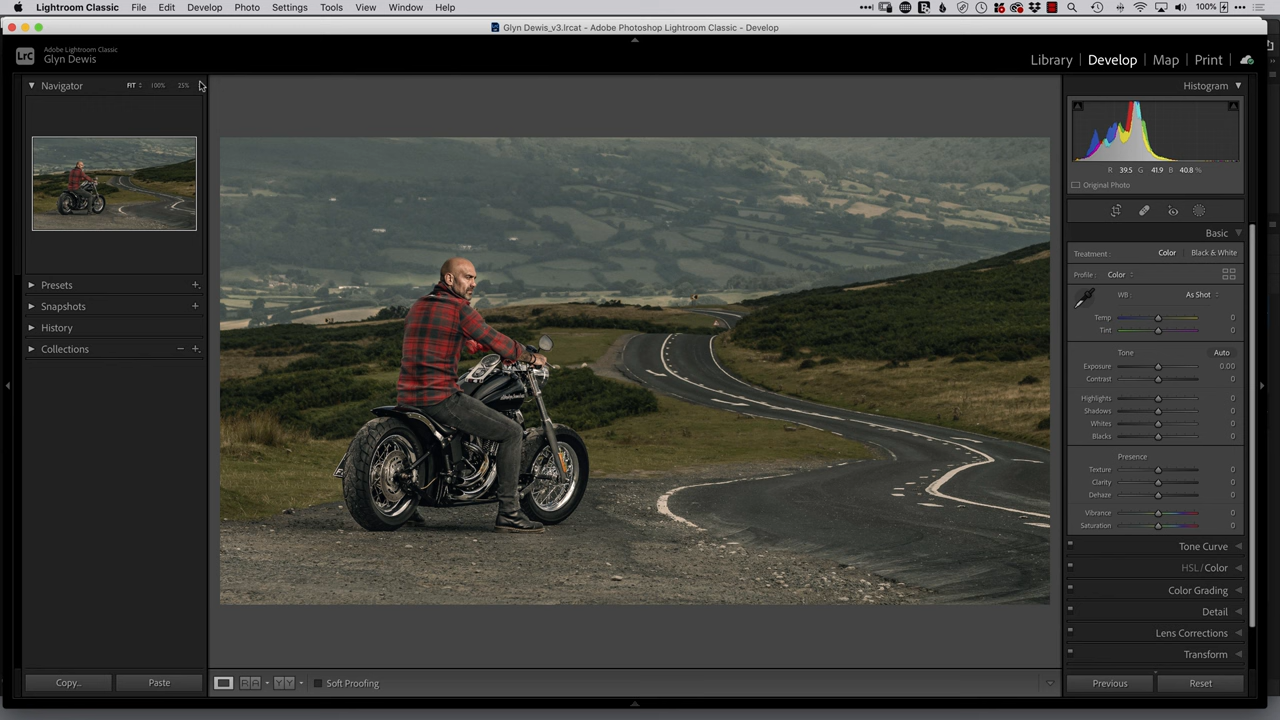 Lightroom Classic File Edit Develop Photo Settings Tools View Window Help 100%
Glyn Dewis_v3.lrcat - Adobe Photoshop Lightroom Classic - Develop
Lrc Adobe Lightroom Classic
Glyn Dewis
Library | Develop | Map | Print
Navigator FIT 100% 25%
Histogram
R 39.5 G 41.9 B 40.8 %
Original Photo
Basic
Treatment : Color Black & White
Profile : Color
WB : As Shot
Temp 0
Tint 0
Tone Auto
Exposure 0.00
Contrast 0
Highlights 0
Shadows 0
Whites 0
Blacks 0
Presence
Texture 0
Clarity 0
Dehaze 0
Vibrance 0
Saturation 0
Tone Curve
HSL / Color
Color Grading
Detail
Lens Corrections
Transform
Previous Reset
Presets
Snapshots
History
Collections
Copy... Paste
Soft Proofing